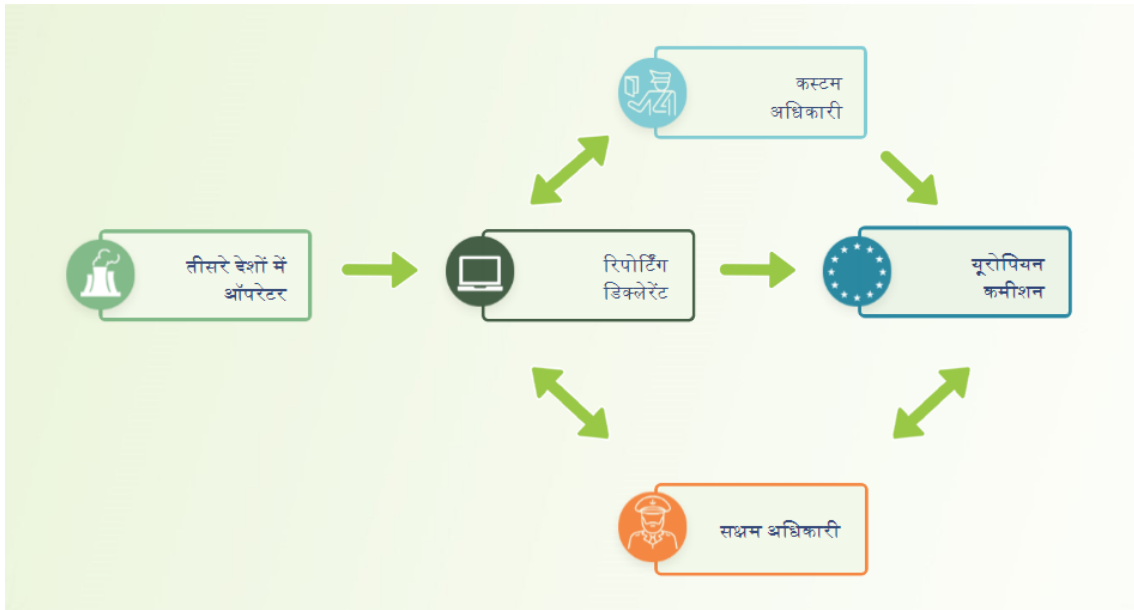 कस्टम
अधिकारी
तीसरे देशों में
ऑपरेटर
रिपोर्टिंग
डिक्लेरेंट
यूरोपियन
कमीशन
सक्षम अधिकारी